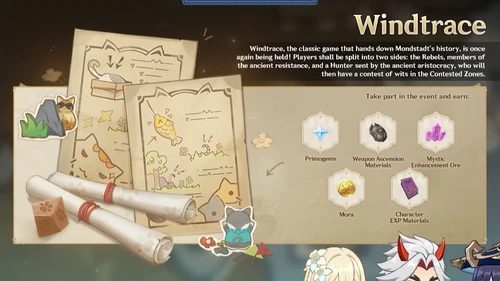 Windtrace
Windtrace, the classic game that hands down Mondstadt's history, is once
again being held! Players shall be split into two sides: the Rebels, members of
the ancient resistance, and a Hunter sent by the ancient aristocracy, who will
then have a contest of wits in the Contested Zones.
Take part in the event and earn:
Primogems
Weapon Ascension
Materials
Mystic
Enhancement Ore
Mora
Character
EXP Materials